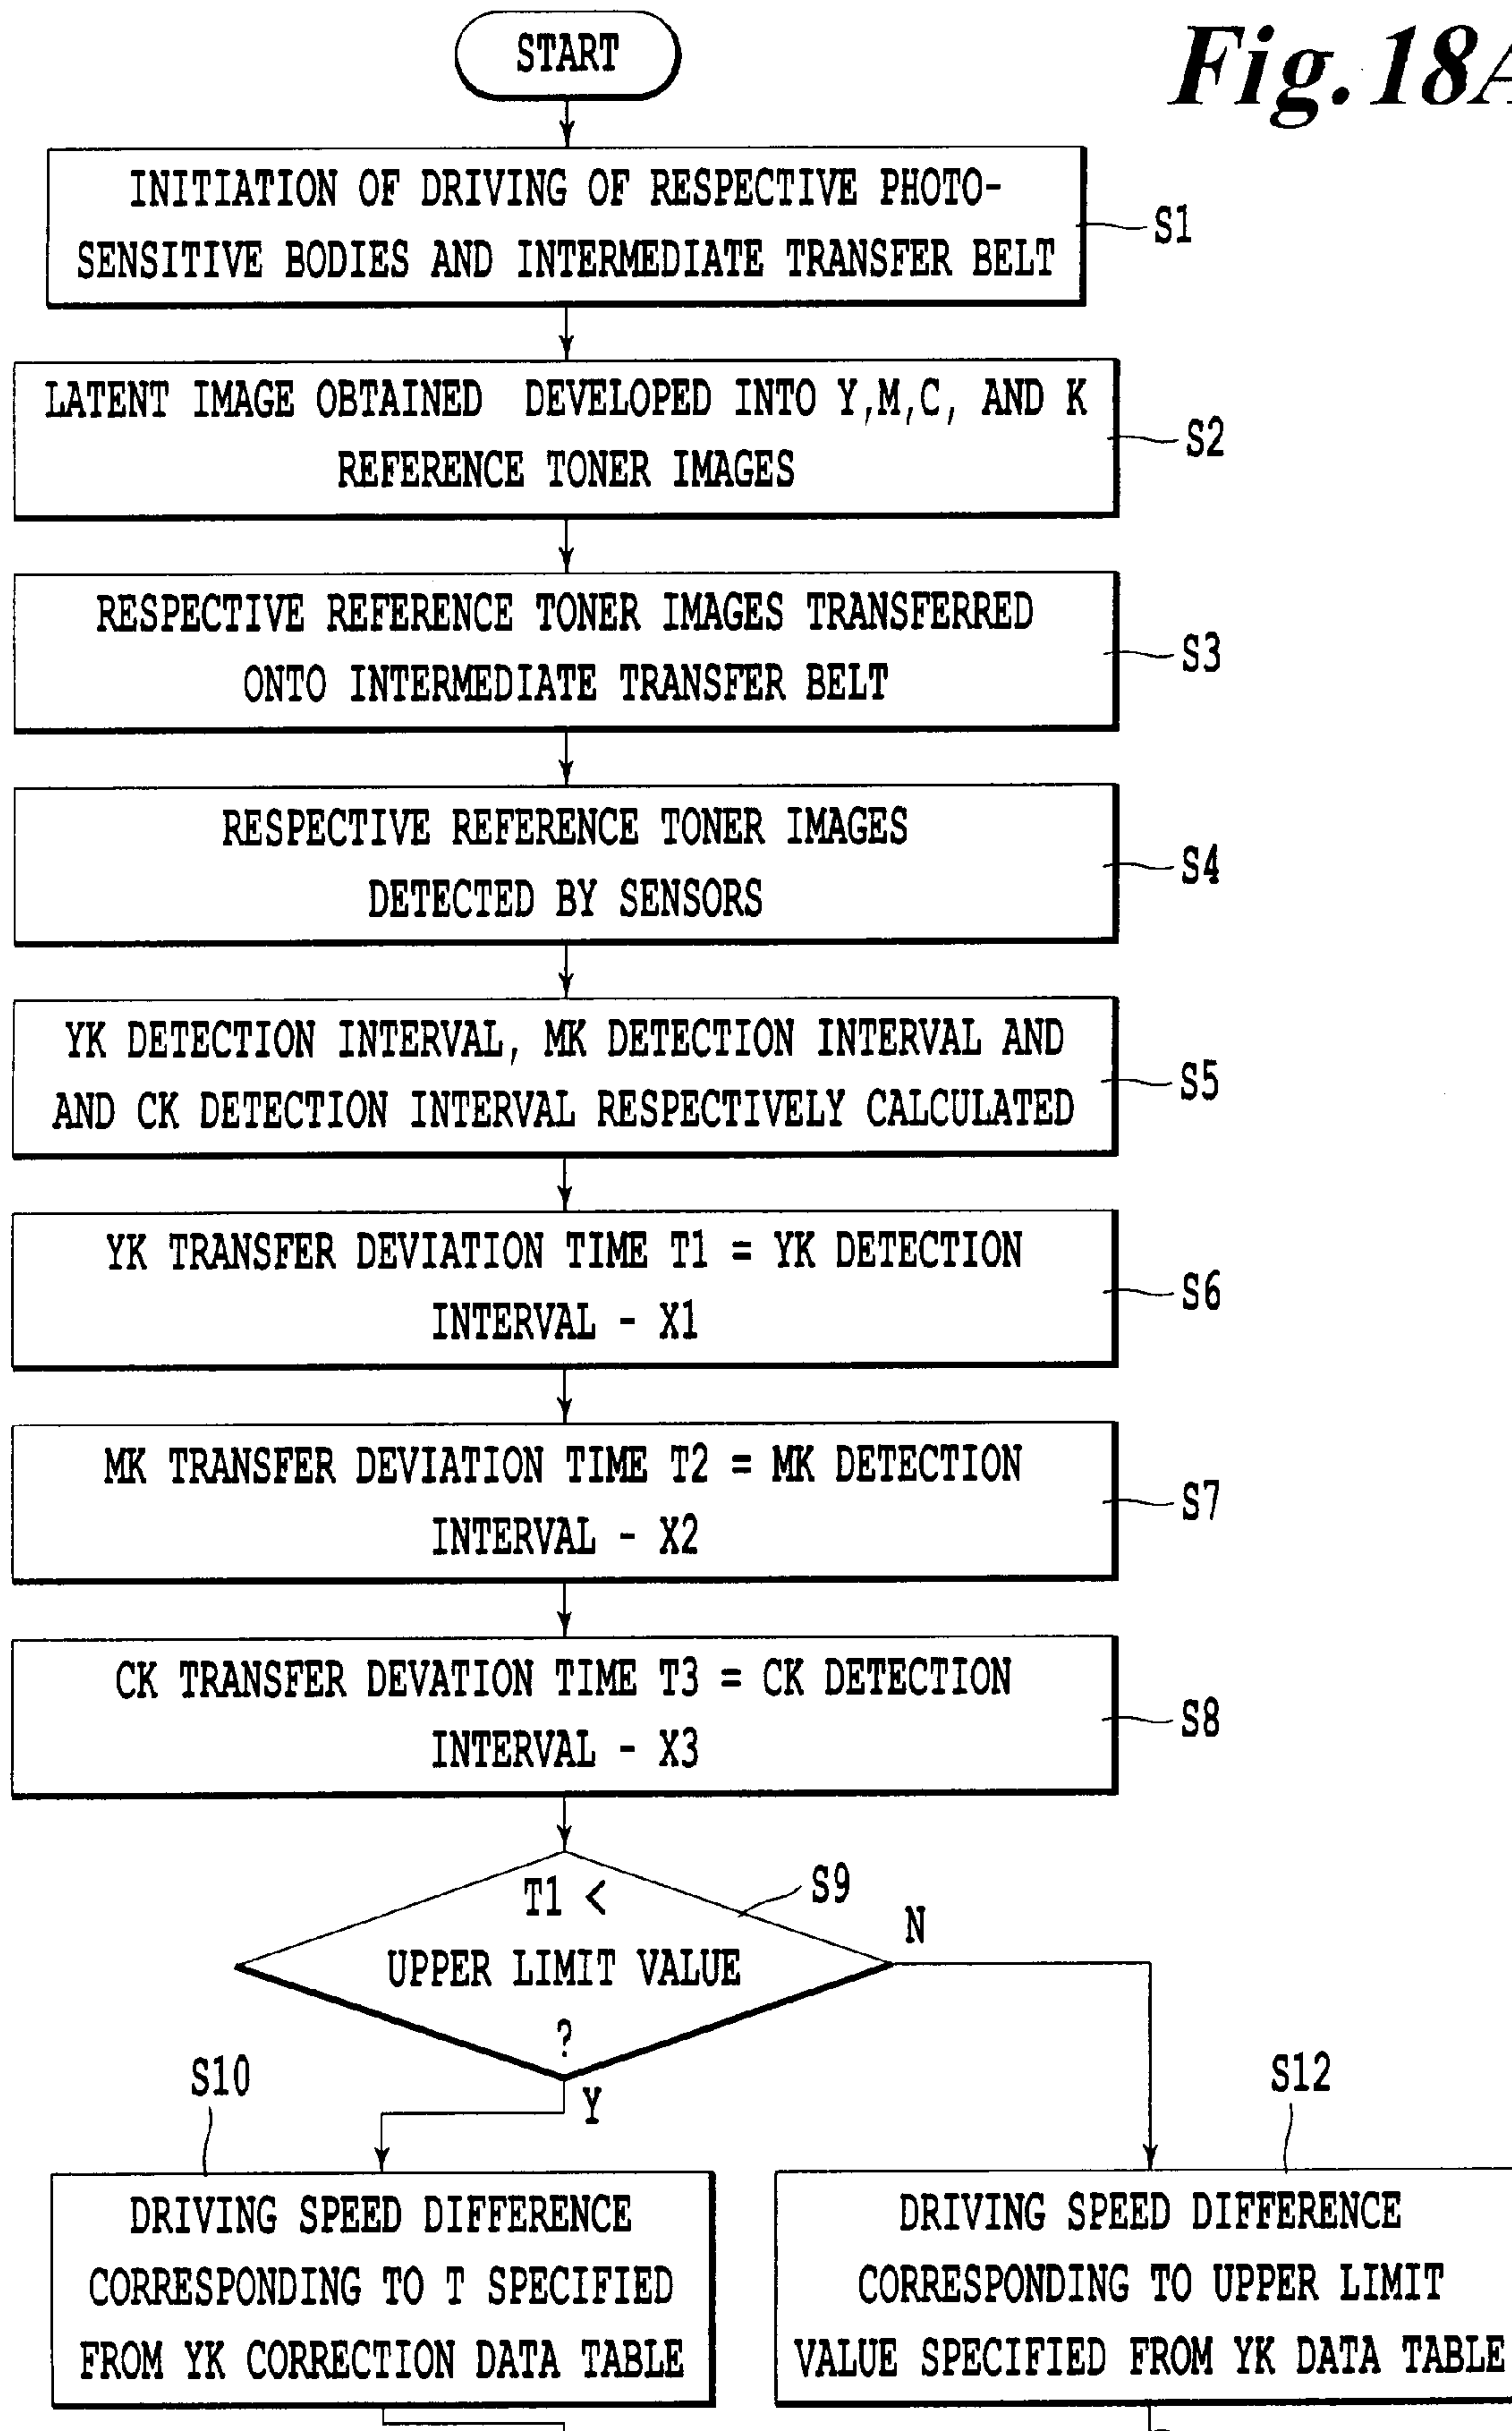 Fig. 18A
START
INITIATION OF DRIVING OF RESPECTIVE PHOTO-
SENSITIVE BODIES AND INTERMEDIATE TRANSFER BELT
S1
LATENT IMAGE OBTAINED DEVELOPED INTO Y,M,C, AND K
REFERENCE TONER IMAGES
S2
RESPECTIVE REFERENCE TONER IMAGES TRANSFERRED
ONTO INTERMEDIATE TRANSFER BELT
S3
RESPECTIVE REFERENCE TONER IMAGES
DETECTED BY SENSORS
S4
YK DETECTION INTERVAL, MK DETECTION INTERVAL AND
AND CK DETECTION INTERVAL RESPECTIVELY CALCULATED
S5
YK TRANSFER DEVIATION TIME T1 = YK DETECTION
INTERVAL - X1
S6
MK TRANSFER DEVIATION TIME T2 = MK DETECTION
INTERVAL - X2
S7
CK TRANSFER DEVATION TIME T3 = CK DETECTION
INTERVAL - X3
S8
T1 <
UPPER LIMIT VALUE
?
S9
N
Y
S10
DRIVING SPEED DIFFERENCE
CORRESPONDING TO T SPECIFIED
FROM YK CORRECTION DATA TABLE
S12
DRIVING SPEED DIFFERENCE
CORRESPONDING TO UPPER LIMIT
VALUE SPECIFIED FROM YK DATA TABLE